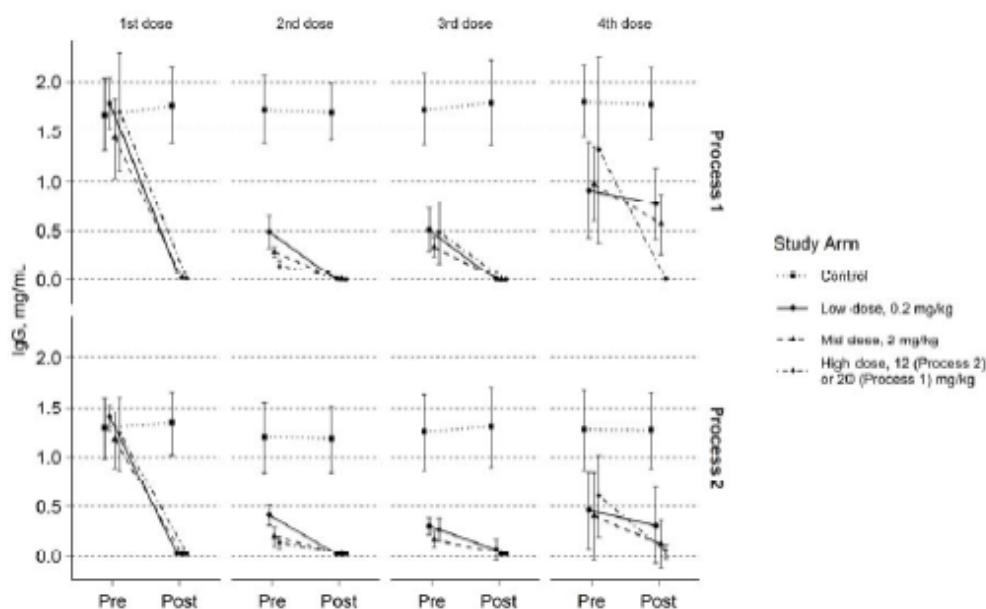 1st dose 2nd dose 3rd dose 4th dose
2.0
1.5
1.0
0.5
0.0
Process 1
IgG, mg/mL
2.0
1.5
1.0
0.5
0.0
Process 2
Pre Post Pre Post Pre Post Pre Post
Study Arm
Control
Low dose, 0.2 mg/kg
Mid dose, 2 mg/kg
High dose, 12 (Process 2)
or 20 (Process 1) mg/kg